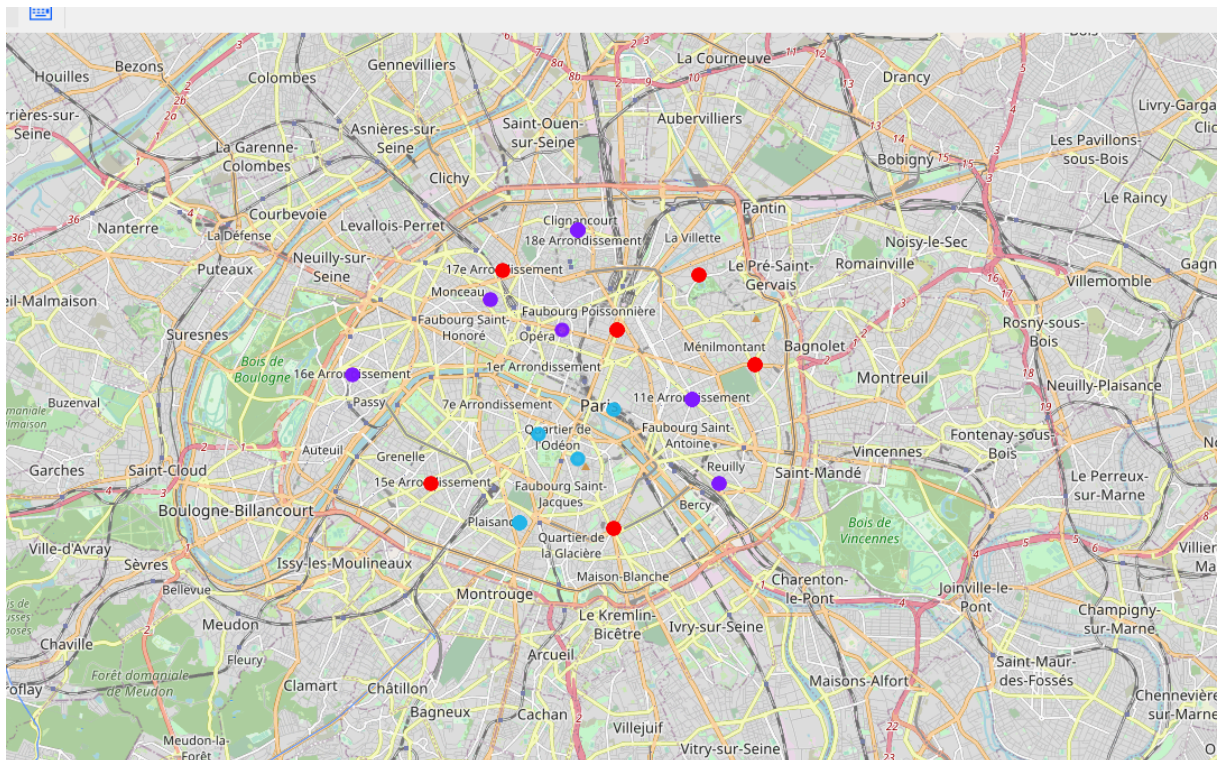 Bois
Bezons
Gennevilliers
La Courneuve
Houilles
Colombes
Drancy
rrières-sur-
Seine
Asnières-sur-
Seine
Saint-Ouen-
sur-Seine
Aubervilliers
Livry-Garga
Clic
Les Pavillons-
sous-Bois
La Garenne-
Colombes
Clichy
Bobigny
Le Raincy
Courbevoie
Levallois-Perret
Clignancourt
Pantin
Nanterre
La Défense
18e Arrondissement
La Villette
Noisy-le-Sec
Puteaux
Neuilly-sur-
Seine
17e Arrondissement
Le Pré-Saint-
Gervais
Romainville
Gagn
Villemomble
eil-Malmaison
Monceau
Faubourg Saint-
Honoré
Faubourg Poissonnière
Opéra
Suresnes
Ménilmontant
Bagnolet
Rosny-sous-
Bois
Bois de
Boulogne
16e Arrondissement
1er Arrondissement
Montreuil
Neuilly-Plaisance
Buzenval
Passy
7e Arrondissement
Paris
11e Arrondissement
maniale
lmaison
Quartier de
l'Odéon
Faubourg Saint-
Antoine
Fontenay-sous-
Bois
Auteuil
Grenelle
Vincennes
Garches
Saint-Cloud
Reuilly
Saint-Mandé
Le Perreux-
sur-Marne
15e Arrondissement
Faubourg Saint-
Jacques
Bercy
Boulogne-Billancourt
Plaisance
Bois de
Vincennes
Quartier de
la Glacière
Ville-d'Avray
Villier
Ma
Sèvres
Issy-les-Moulineaux
Maison-Blanche
Charenton-
le-Pont
Joinville-le-
Pont
Bellevue
Montrouge
Champigny-
sur-Marne
Le Kremlin-
Bicêtre
Ivry-sur-Seine
Meudon
Chaville
Arcueil
Fleury
Saint-Maur-
des-Fossés
Forêt domaniale
de Meudon
roflay
Clamart
Châtillon
Maisons-Alfort
Chennevière
sur-Marne
Bagneux
Cachan
Villejuif
Meudon-la-
Forêt
Vitry-sur-Seine
O